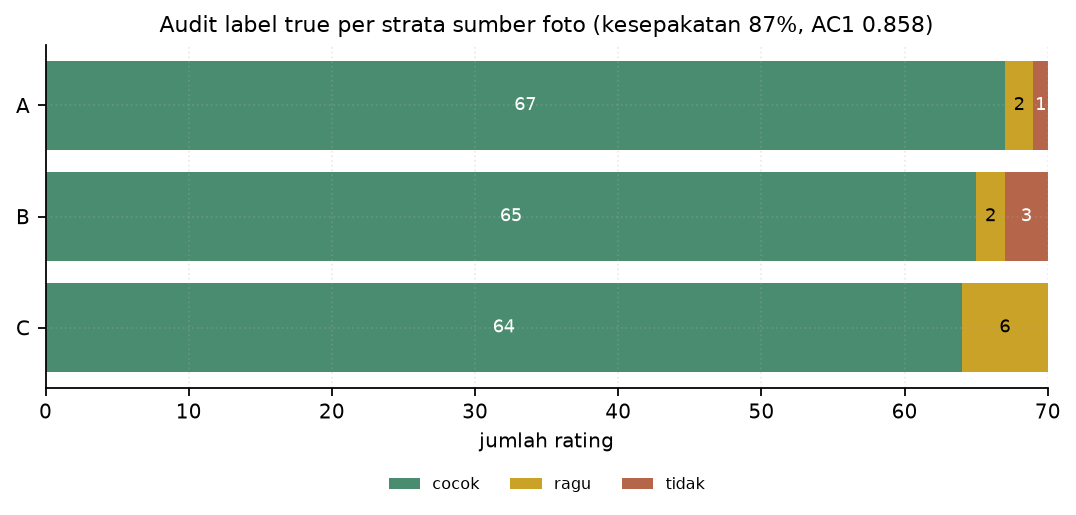 Audit label true per strata sumber foto (kesepakatan 87%, AC1 0.858)
A
67
2
1
B
65
2
3
C
64
6
0 10 20 30 40 50 60 70
jumlah rating
cocok ragu tidak